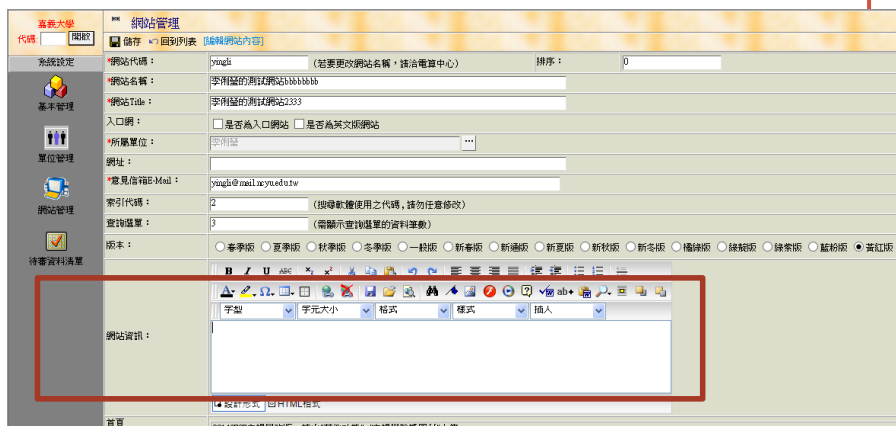 嘉義大學
代碼: 開啟
系統設定
基本管理
單位管理
網站管理
待審資料清單
網站管理
儲存 回到列表 [編輯網站內容]
*網站代碼： yingli (若要更改網站名稱，請洽電算中心) 排序： 0
*網站名稱： 李俐瑩的測試網站bbbbbbbb
*網站Title： 李俐瑩的測試網站2333
入口網： 是否為入口網站 是否為英文版網站
*所屬單位： 李俐瑩 ...
網址：
*意見信箱E-Mail： yingli@mail.ncyu.edu.tw
索引代碼： 2 (搜尋軟體使用之代碼，請勿任意修改)
查詢選單： 3 (需顯示查詢選單的資料筆數)
版本： 春季版 夏季版 秋季版 冬季版 一般版 新春版 新通版 新夏版 新秋版 新冬版 橘綠版 綠靛版 綠紫版 藍粉版 黃紅版
B I U ABC X₂ X²
字型 字元大小 格式 樣式 插入
網站資訊：
設計形式 HTML格式
首頁